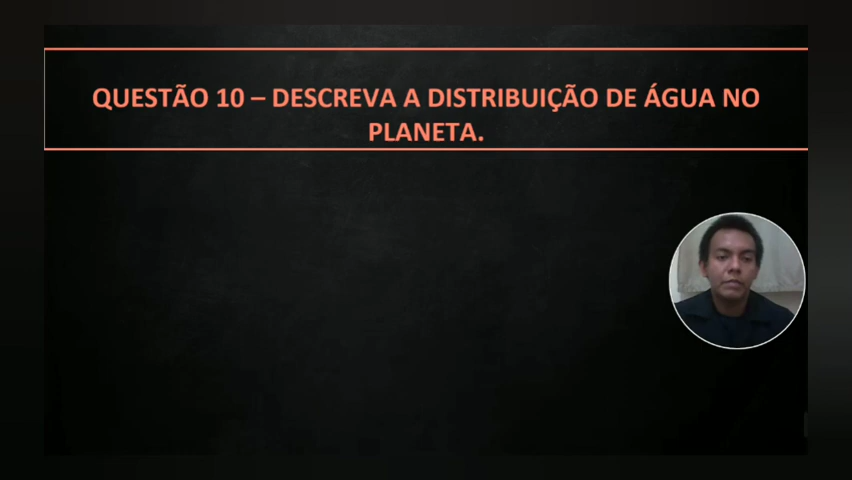 QUESTÃO 10 – DESCREVA A DISTRIBUIÇÃO DE ÁGUA NO
PLANETA.